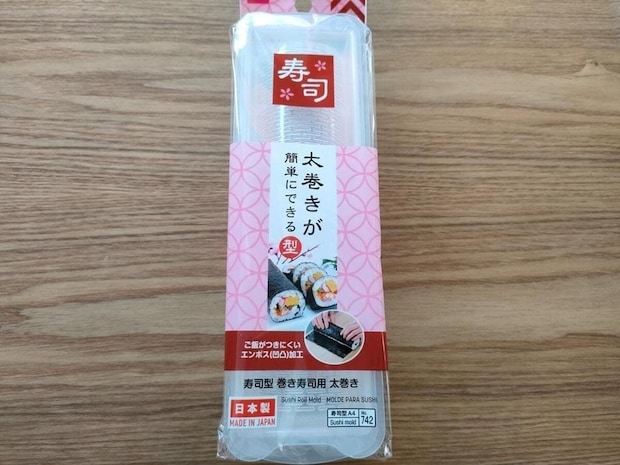 寿司
太巻きが
簡単にできる
型
ご飯がつきにくい
エンボス(凹凸)加工
寿司型 巻き寿司用 太巻き
Sushi Roll Mold MOLDE PARA SUSHI
日本製
MADE IN JAPAN
寿司型A4
Sushi mold
No.
742